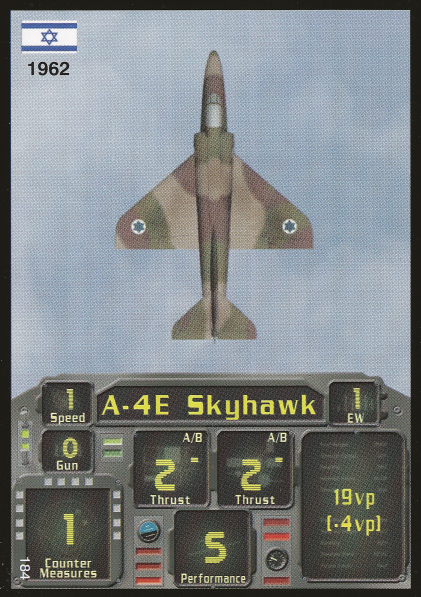 1962
1
Speed
A-4E Skyhawk
1
EW
0
Gun
A/B
2 -
Thrust
A/B
2 -
Thrust
19vp
(-4vp)
1
Counter
Measures
5
Performance
184